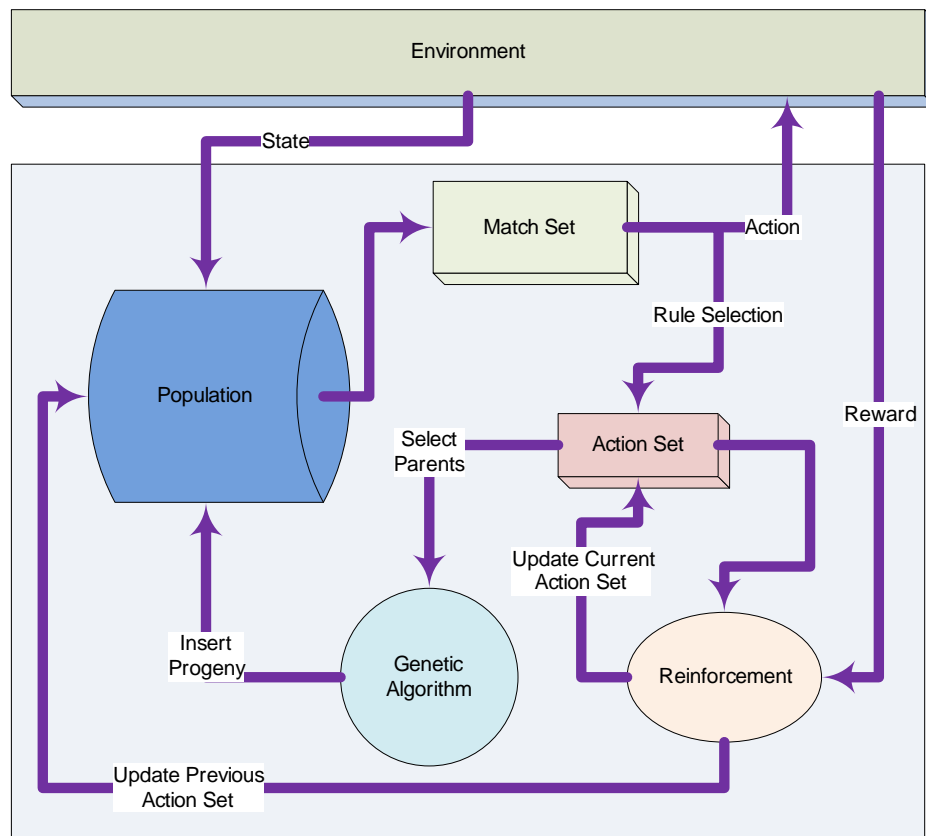 Environment
State
Match Set
Action
Rule Selection
Population
Reward
Select
Parents
Action Set
Update Current
Action Set
Insert
Progeny
Genetic
Algorithm
Reinforcement
Update Previous
Action Set